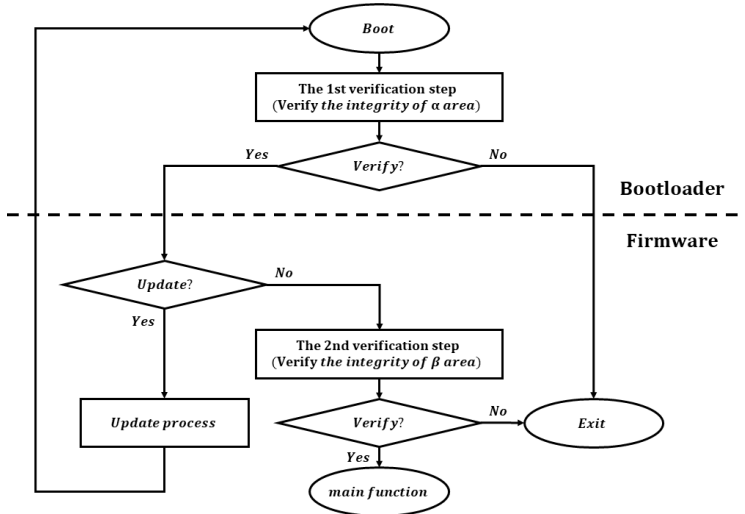 Boot
The 1st verification step
(Verify the integrity of α area)
Yes
Verify?
No
Bootloader
Firmware
Update?
No
Yes
The 2nd verification step
(Verify the integrity of β area)
Update process
Verify?
No
Exit
Yes
main function